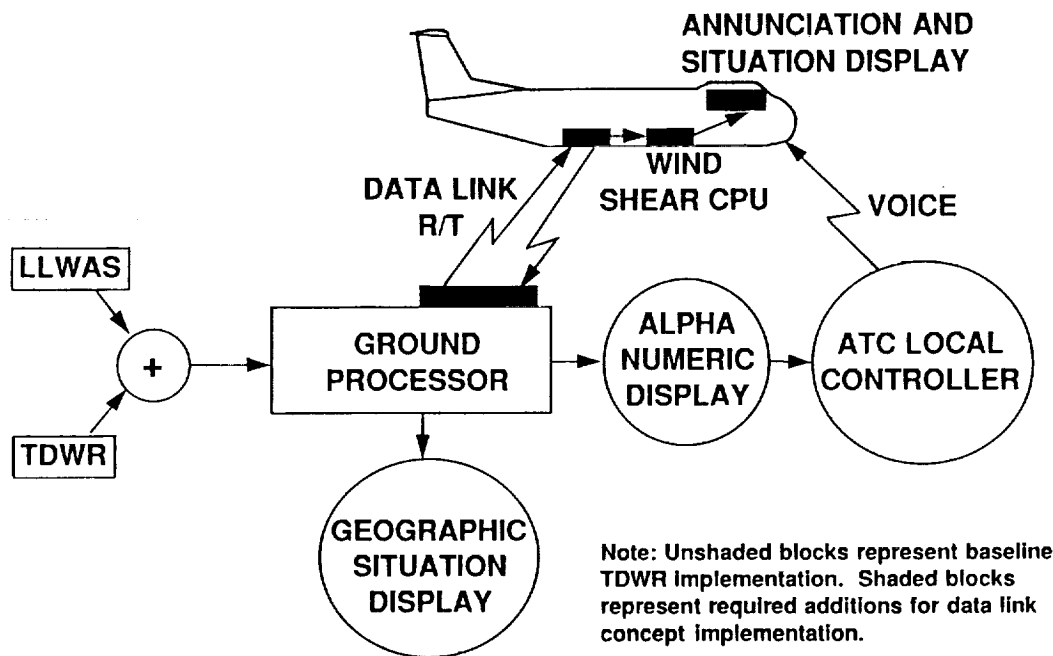 ANNUNCIATION AND
SITUATION DISPLAY
WIND
SHEAR CPU
DATA LINK
R/T
VOICE
LLWAS
+
TDWR
GROUND
PROCESSOR
ALPHA
NUMERIC
DISPLAY
ATC LOCAL
CONTROLLER
GEOGRAPHIC
SITUATION
DISPLAY
Note: Unshaded blocks represent baseline
TDWR implementation. Shaded blocks
represent required additions for data link
concept implementation.